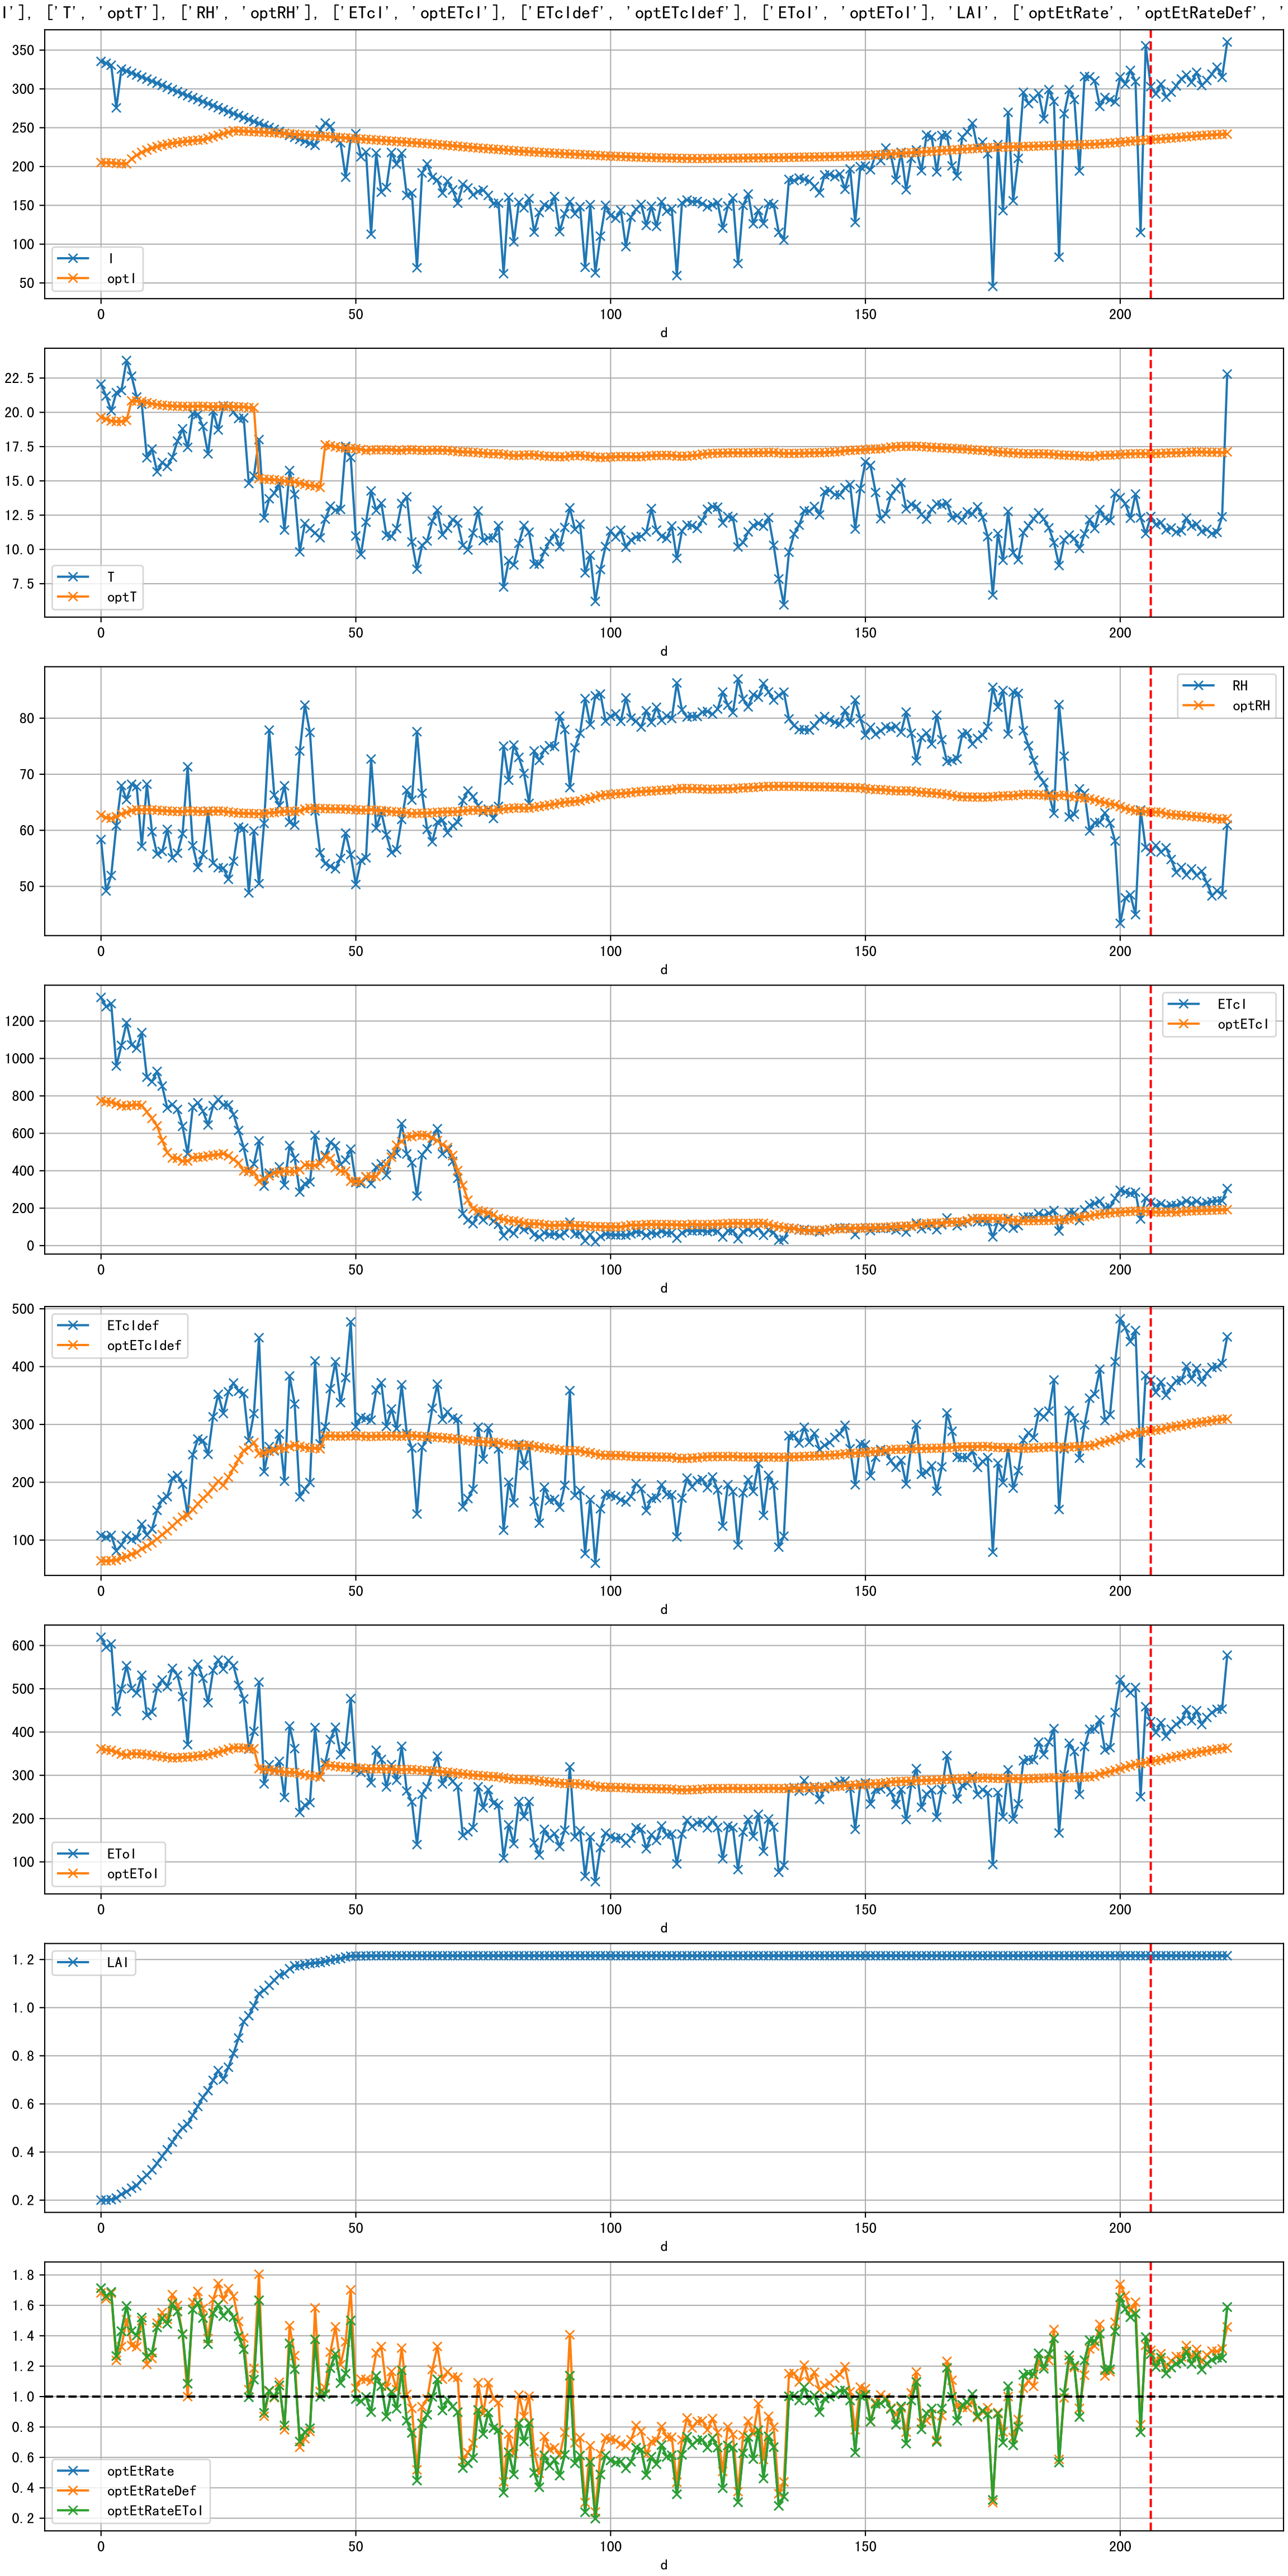 I'], ['T', 'optT'], ['RH', 'optRH'], ['ETcI', 'optETcI'], ['ETcIdef', 'optETcIdef'], ['EToI', 'optEToI'], 'LAI', ['optEtRate', 'optEtRateDef', '
350
300
250
200
150
100
50
I
optI
0 50 100 150 200
d
22.5
20.0
17.5
15.0
12.5
10.0
7.5
T
optT
0 50 100 150 200
d
80
70
60
50
RH
optRH
0 50 100 150 200
d
1200
1000
800
600
400
200
0
ETcI
optETcI
0 50 100 150 200
d
500
400
300
200
100
ETcIdef
optETcIdef
0 50 100 150 200
d
600
500
400
300
200
100
EToI
optEToI
0 50 100 150 200
d
1.2
1.0
0.8
0.6
0.4
0.2
LAI
0 50 100 150 200
d
1.8
1.6
1.4
1.2
1.0
0.8
0.6
0.4
0.2
optEtRate
optEtRateDef
optEtRateEToI
0 50 100 150 200
d